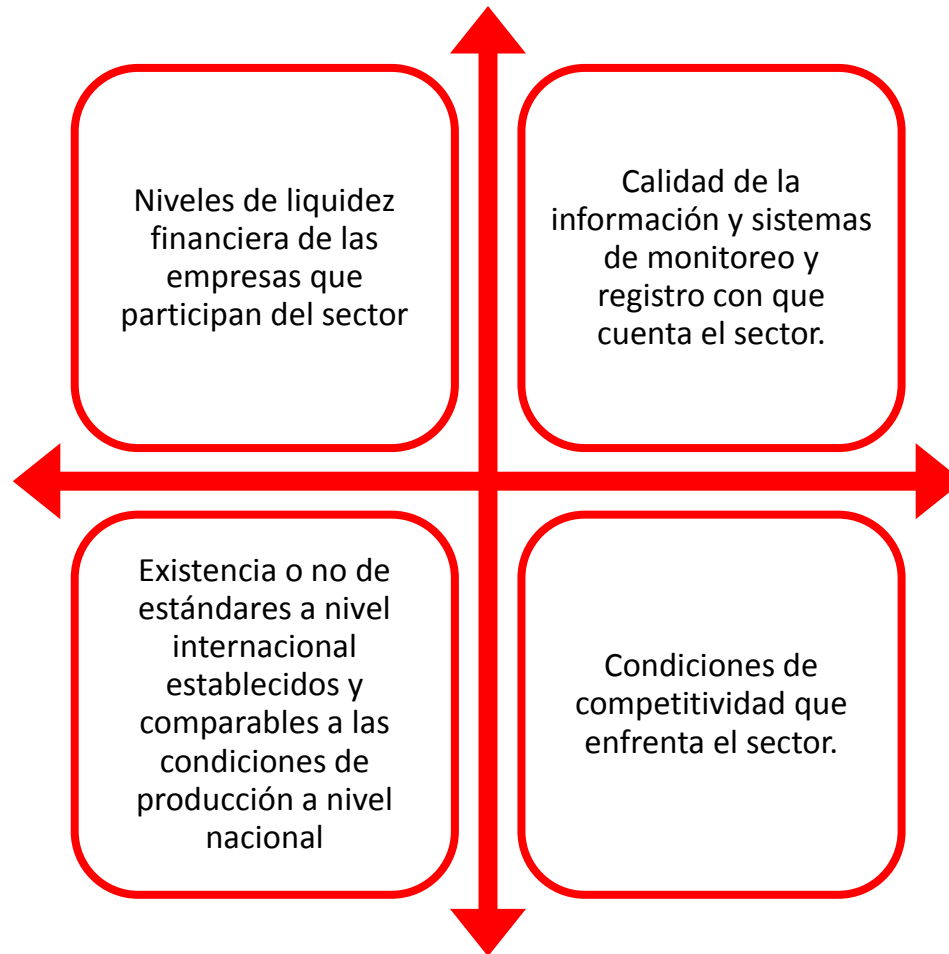 Niveles de liquidez
financiera de las
empresas que
participan del sector
Calidad de la
información y sistemas
de monitoreo y
registro con que
cuenta el sector.
Existencia o no de
estándares a nivel
internacional
establecidos y
comparables a las
condiciones de
producción a nivel
nacional
Condiciones de
competitividad que
enfrenta el sector.